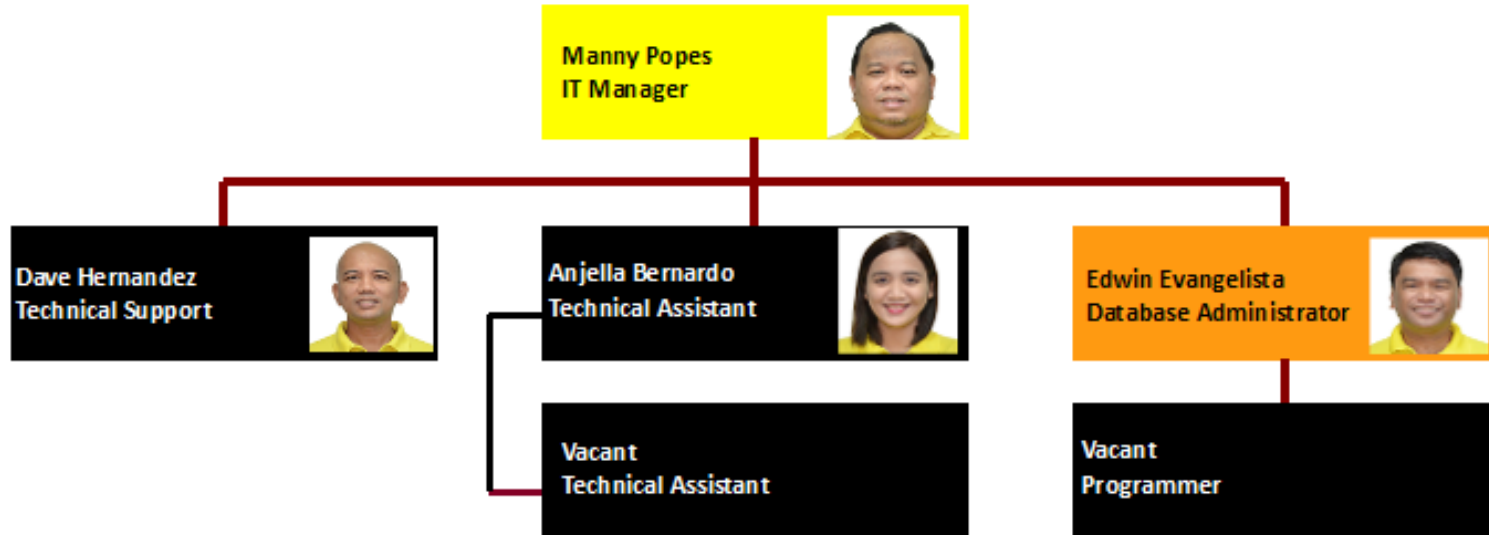 Manny Popes
IT Manager
Dave Hernandez
Technical Support
Anjella Bernardo
Technical Assistant
Edwin Evangelista
Database Administrator
Vacant
Technical Assistant
Vacant
Programmer